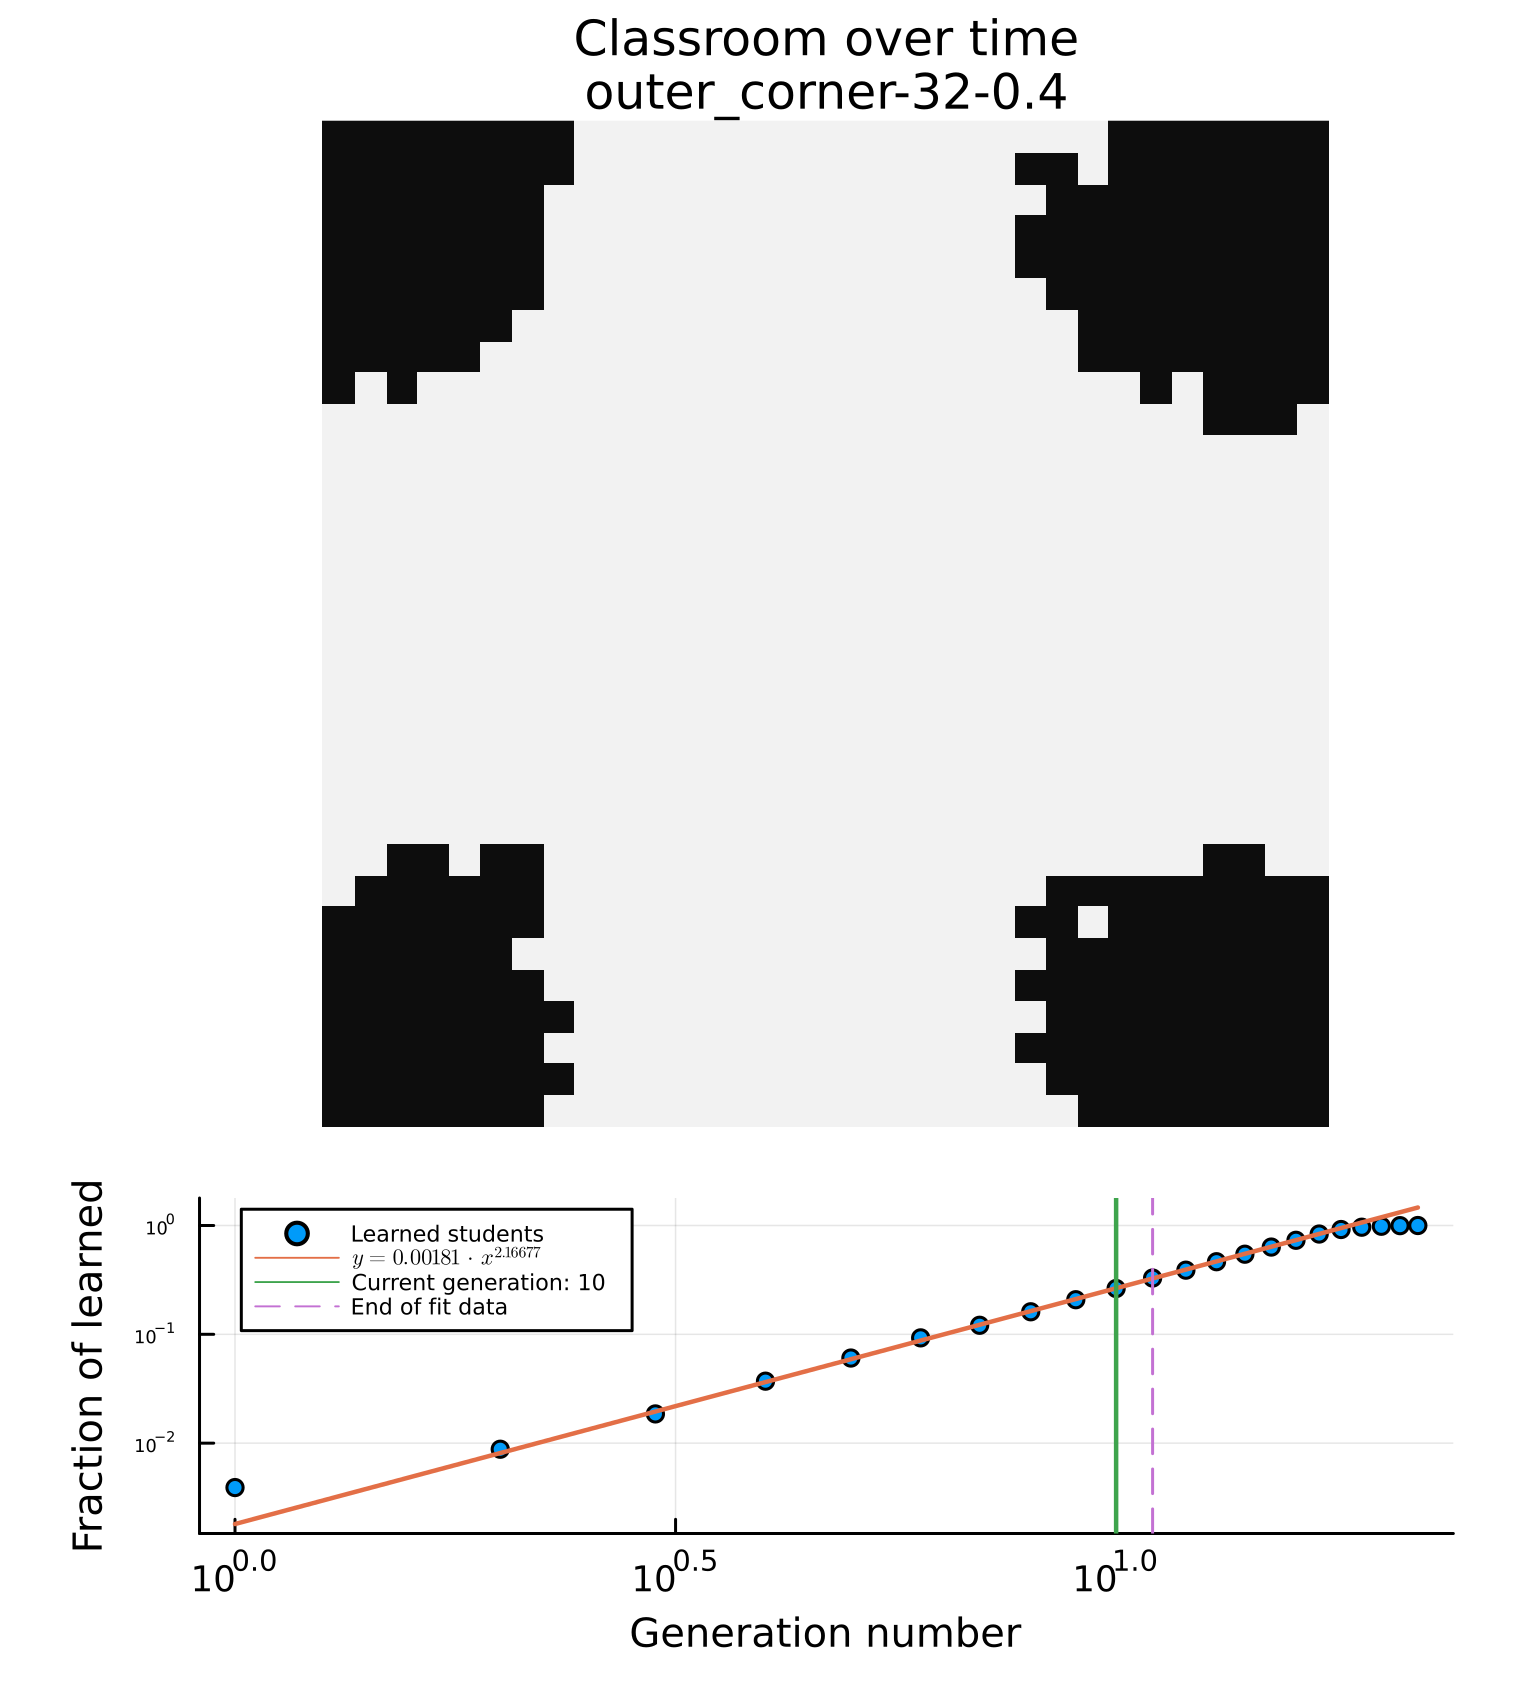 Classroom over time
outer_corner-32-0.4
Fraction of learned
10⁰
10⁻¹
10⁻²
Learned students
y = 0.00181 · x^2.16677
Current generation: 10
End of fit data
10^0.0
10^0.5
10^1.0
Generation number